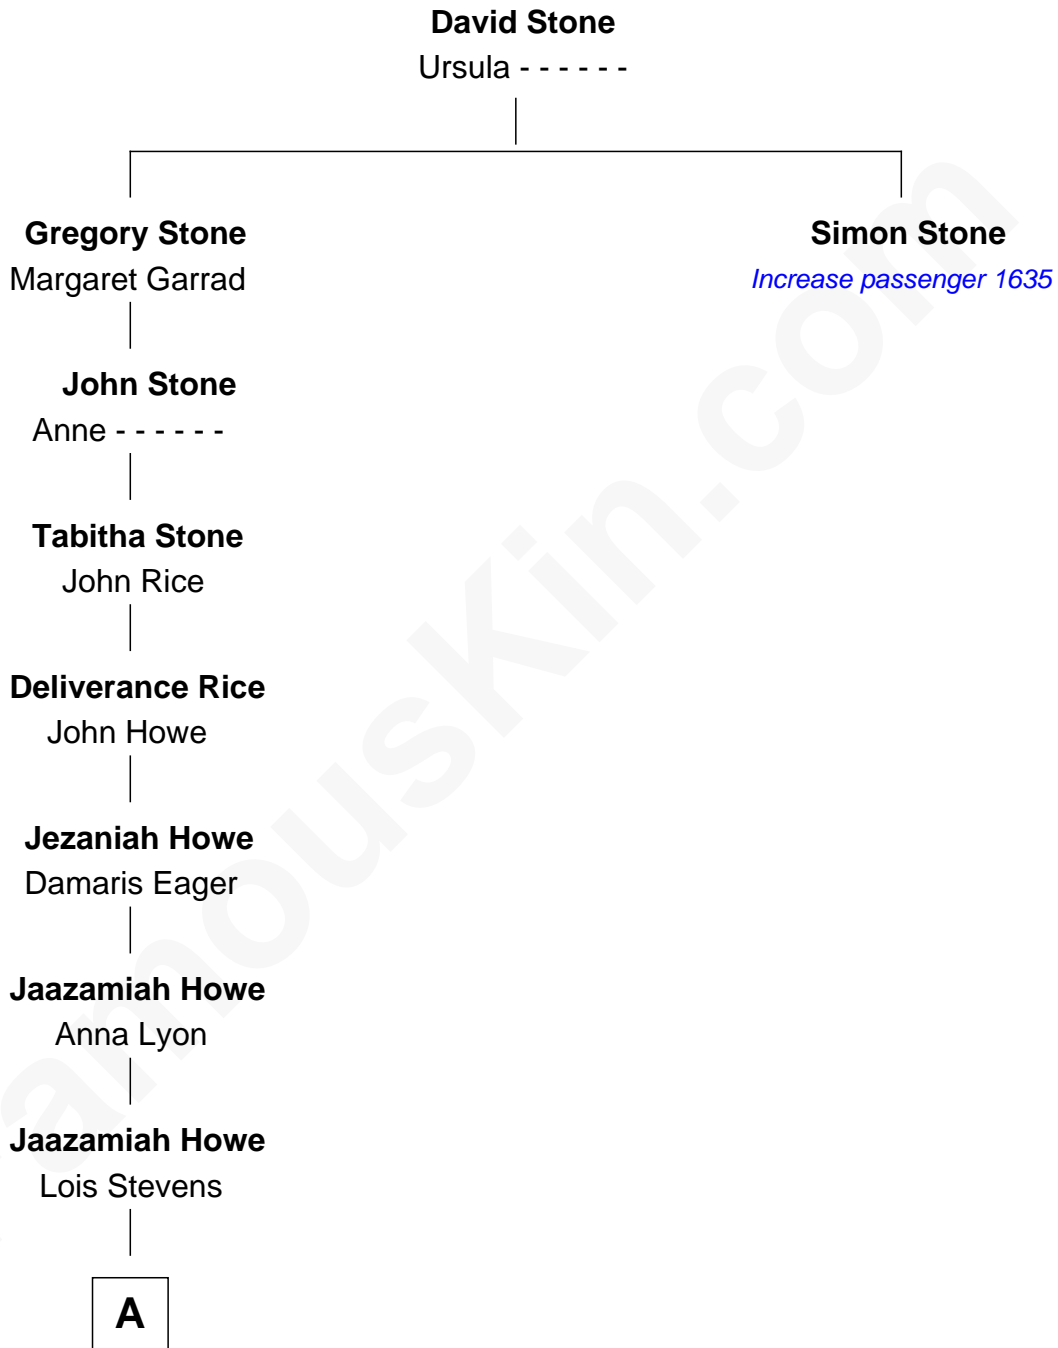 David Stone
Ursula - - - - - -
Gregory Stone
Simon Stone
Margaret Garrad
Increase passenger 1635
John Stone
Anne - - - - - -
Tabitha Stone
John Rice
Deliverance Rice
John Howe
Jezaniah Howe
Damaris Eager
Jaazamiah Howe
Anna Lyon
Jaazamiah Howe
Lois Stevens
A
amouskin.com